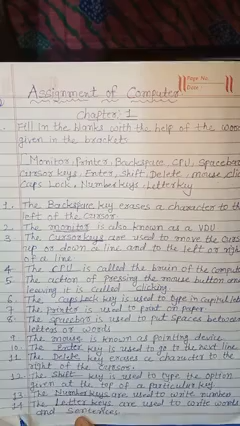 Page No.
Date
Assignment of Computer
Chapter: 1
Fill in the blanks with the help of the words
given in the brackets
Monitor, Printer, Backspace, CPU, Spacebar
Cursor keys, Enter, Shift, Delete, mouse
Caps Lock, Number keys, Letter key
1. The Backspace key erases a character to the
left of the cursor.
2. The monitor is also known as a VDU
3. The Cursor keys are used to move the
up or down a line and to the left or
of a line
4. The CPU is called the brain of the
5. The action of pressing the mouse button and
it is called clicking.
6. The Caps Lock key is used to type in capital
7. The printer is used to print on paper
8. The spacebar is used to put spaces between
letters or words
9. The mouse is known as pointing device
10. The Enter key is used to go to the next line
11. The Delete key erases a character to the
right of the cursor.
12. The Shift key is used to type the option
given at the top of a particular key
13. The Number keys are used to write number
14. The letter keys are used to write words
and sentences